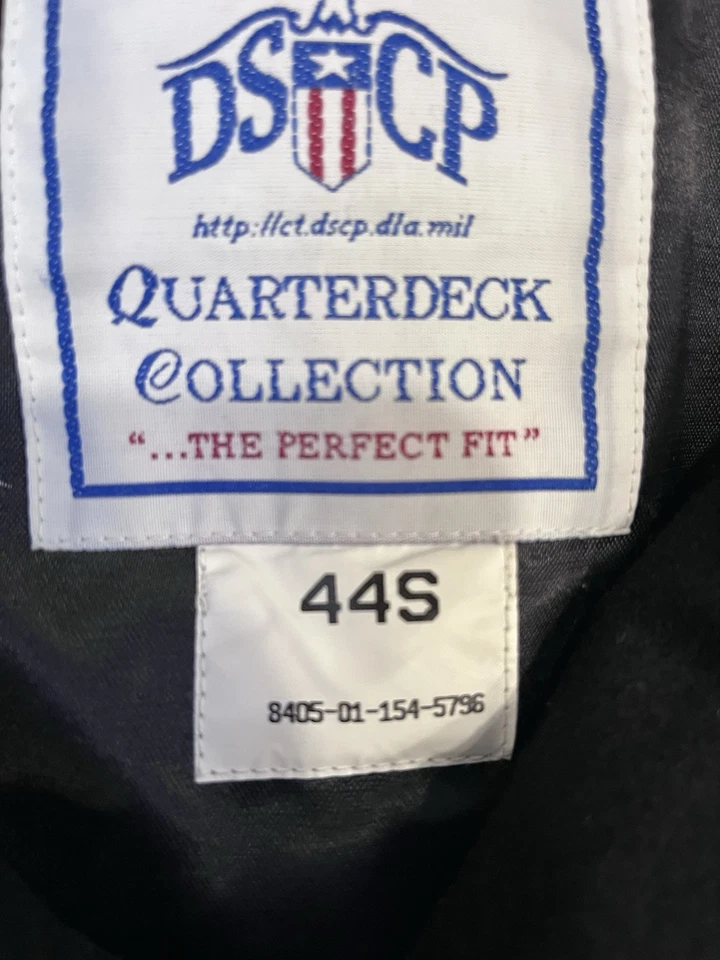 DSCP
http://ct.dscp.dla.mil
QUARTERDECK
COLLECTION
“...THE PERFECT FIT”
44S
8405-01-154-5796